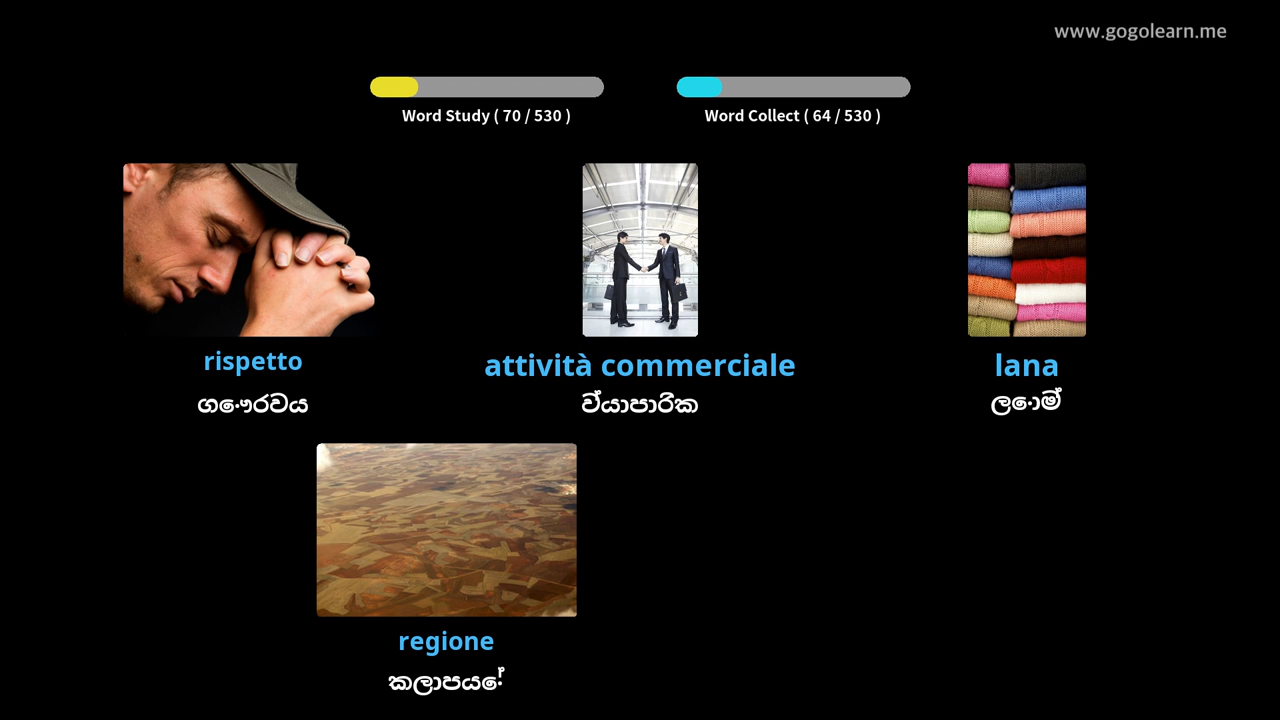 www.gogolearn.me
Word Study ( 70 / 530 )
Word Collect ( 64 / 530 )
rispetto
attività commerciale
lana
ගෞරවය
ව්යාපාරික
ලොම්
regione
කලාපයේ